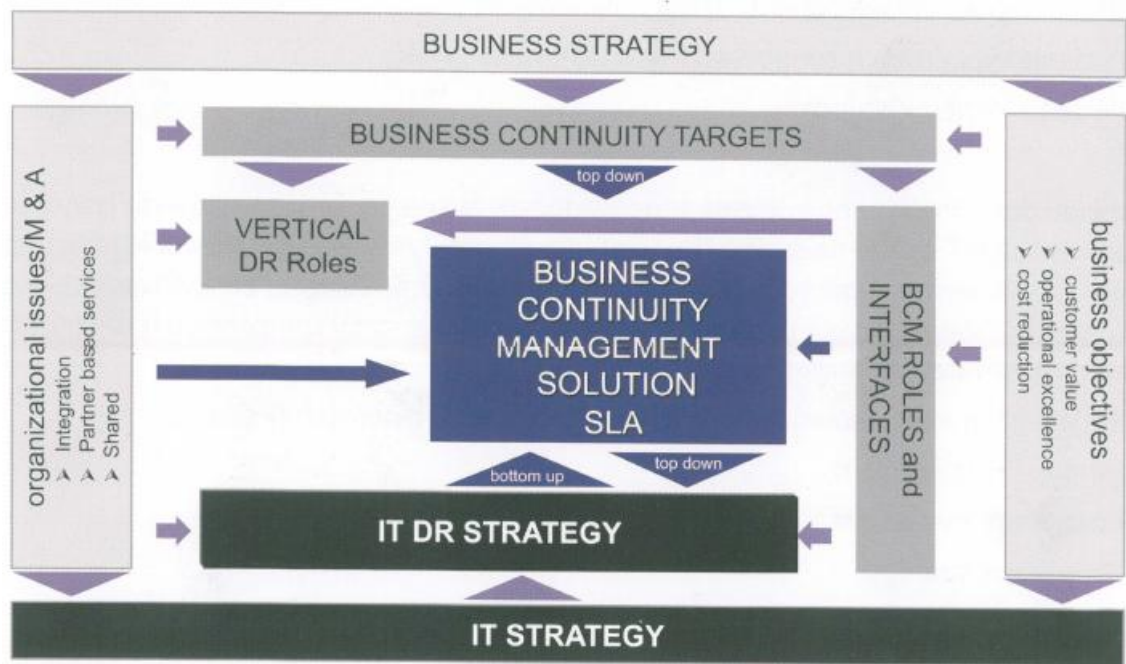 BUSINESS STRATEGY
BUSINESS CONTINUITY TARGETS
top down
organizational issues/M & A
➢ Integration
➢ Partner based services
➢ Shared
VERTICAL
DR Roles
BUSINESS
CONTINUITY
MANAGEMENT
SOLUTION
SLA
BCM ROLES and
INTERFACES
business objectives
➢ customer value
➢ operational excellence
➢ cost reduction
bottom up
top down
IT DR STRATEGY
IT STRATEGY